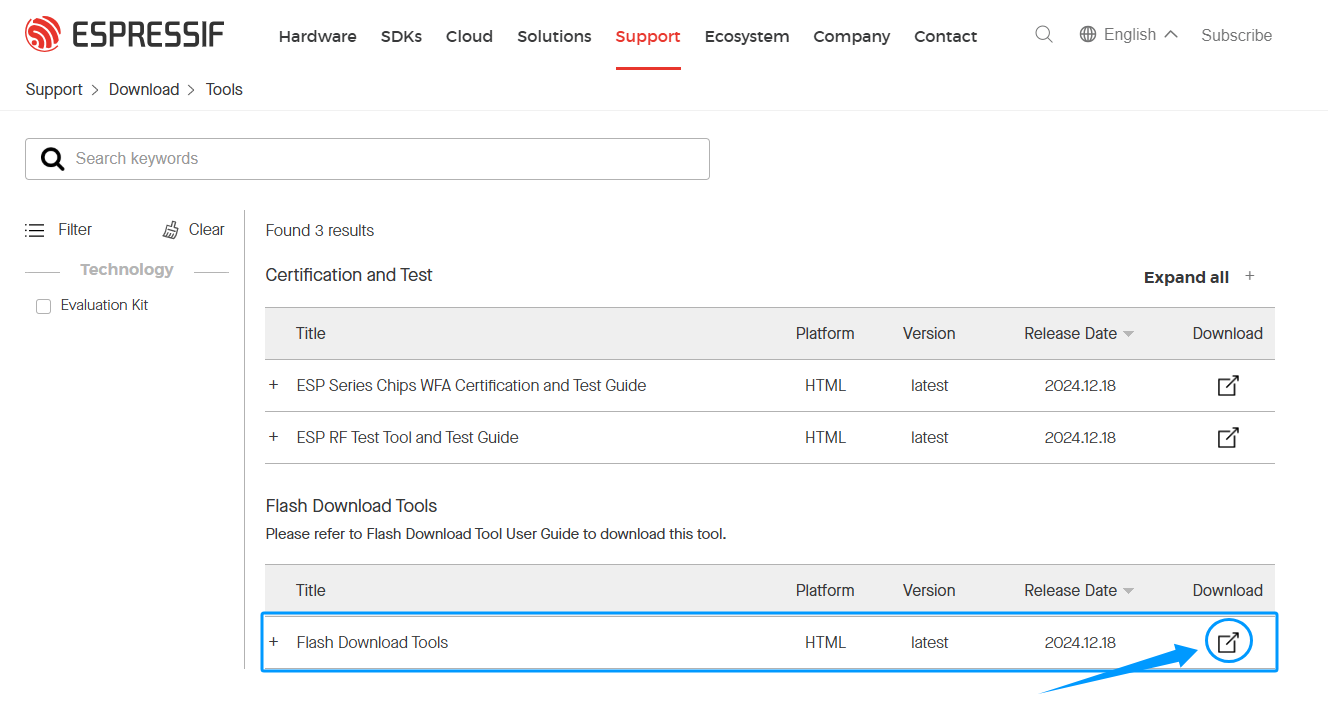 ESPRESSIF
Hardware SDKs Cloud Solutions Support Ecosystem Company Contact English Subscribe
Support > Download > Tools
Search keywords
Filter Clear
Technology
Evaluation Kit
Found 3 results
Certification and Test
Expand all +
Title Platform Version Release Date Download
+ ESP Series Chips WFA Certification and Test Guide HTML latest 2024.12.18
+ ESP RF Test Tool and Test Guide HTML latest 2024.12.18
Flash Download Tools
Please refer to Flash Download Tool User Guide to download this tool.
Title Platform Version Release Date Download
+ Flash Download Tools HTML latest 2024.12.18